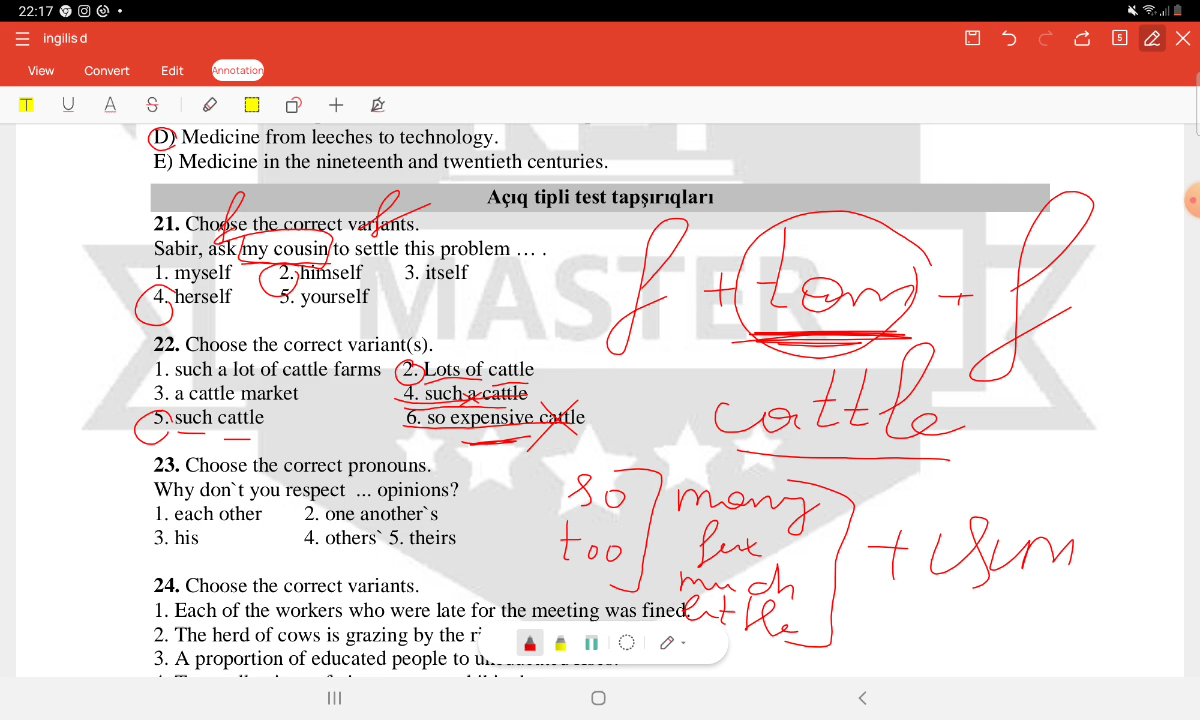 22:17
ingilis d
5
View Convert Edit Annotation
T U A S
D) Medicine from leeches to technology.
E) Medicine in the nineteenth and twentieth centuries.
Açıq tipli test tapşırıqları
21. Choose the correct variants.
Sabir, ask my cousin to settle this problem … .
1. myself 2. himself 3. itself
4. herself 5. yourself
f + tam + f
MASTER
22. Choose the correct variant(s).
1. such a lot of cattle farms 2. Lots of cattle
3. a cattle market 4. such a cattle
5. such cattle 6. so expensive cattle
cattle
23. Choose the correct pronouns.
Why don`t you respect ... opinions?
1. each other 2. one another`s
3. his 4. others` 5. theirs
so many
too few + isim
much
little
24. Choose the correct variants.
1. Each of the workers who were late for the meeting was fined.
2. The herd of cows is grazing by the
3. A proportion of educated people to